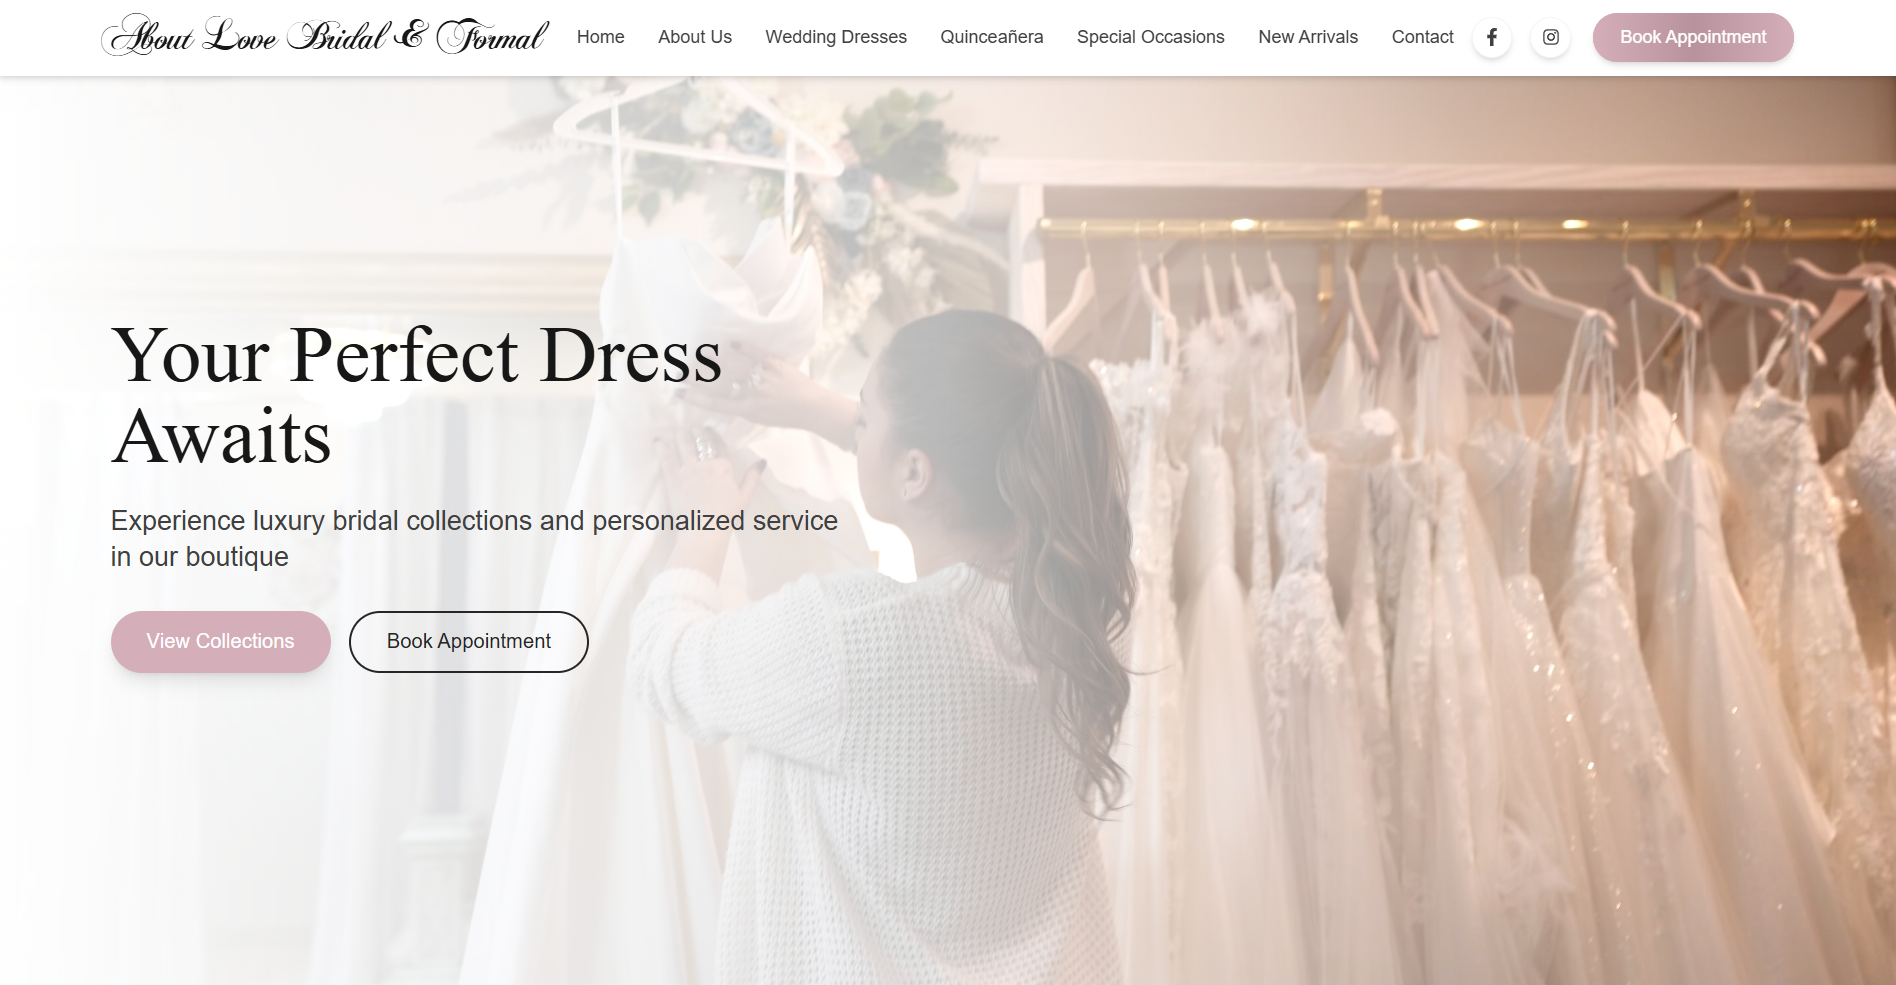 About Love Bridal & Formal
Home
About Us
Wedding Dresses
Quinceañera
Special Occasions
New Arrivals
Contact
Book Appointment
Your Perfect Dress
Awaits
Experience luxury bridal collections and personalized service
in our boutique
View Collections
Book Appointment